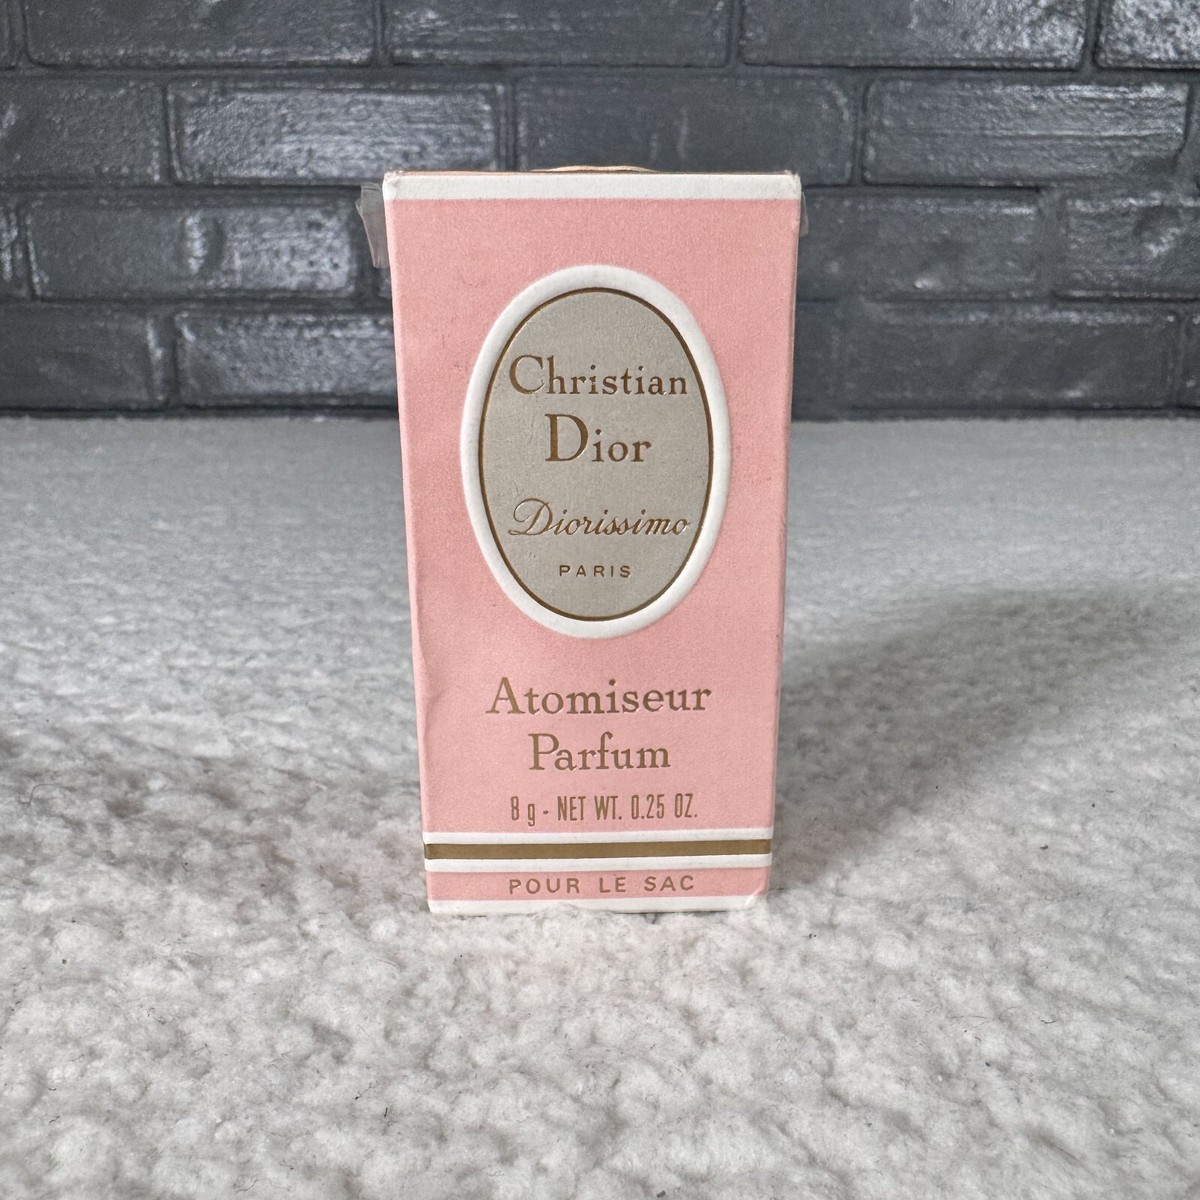 Christian
Dior
Diorissimo
PARIS
Atomiseur
Parfum
8 g - NET WT. 0.25 OZ.
POUR LE SAC